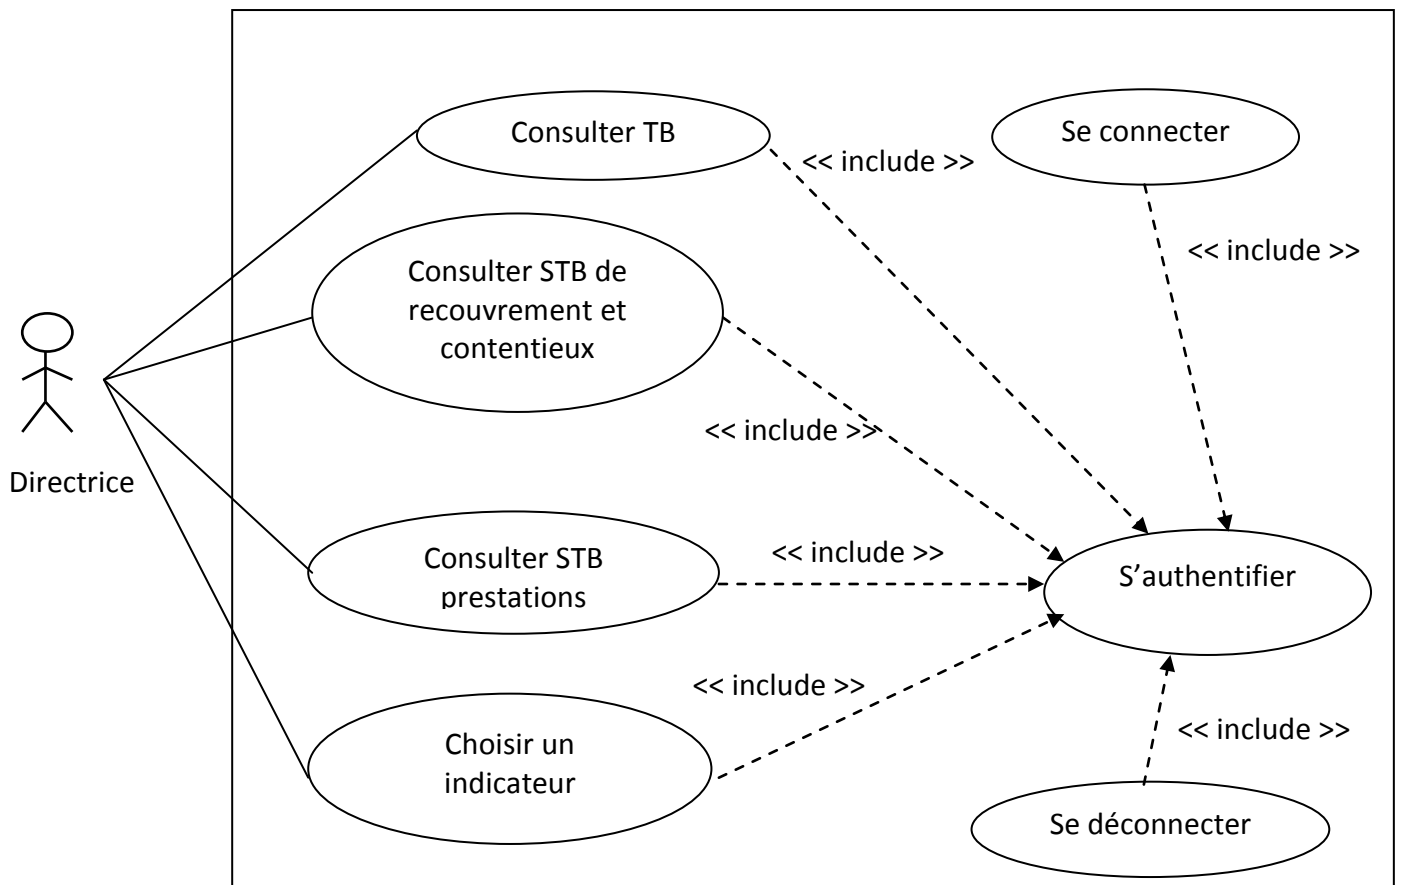 Consulter TB
Se connecter
<< include >>
<< include >>
Consulter STB de
recouvrement et
contentieux
<< include >>
Directrice
Consulter STB
prestations
<< include >>
S’authentifier
<< include >>
Choisir un
indicateur
<< include >>
Se déconnecter